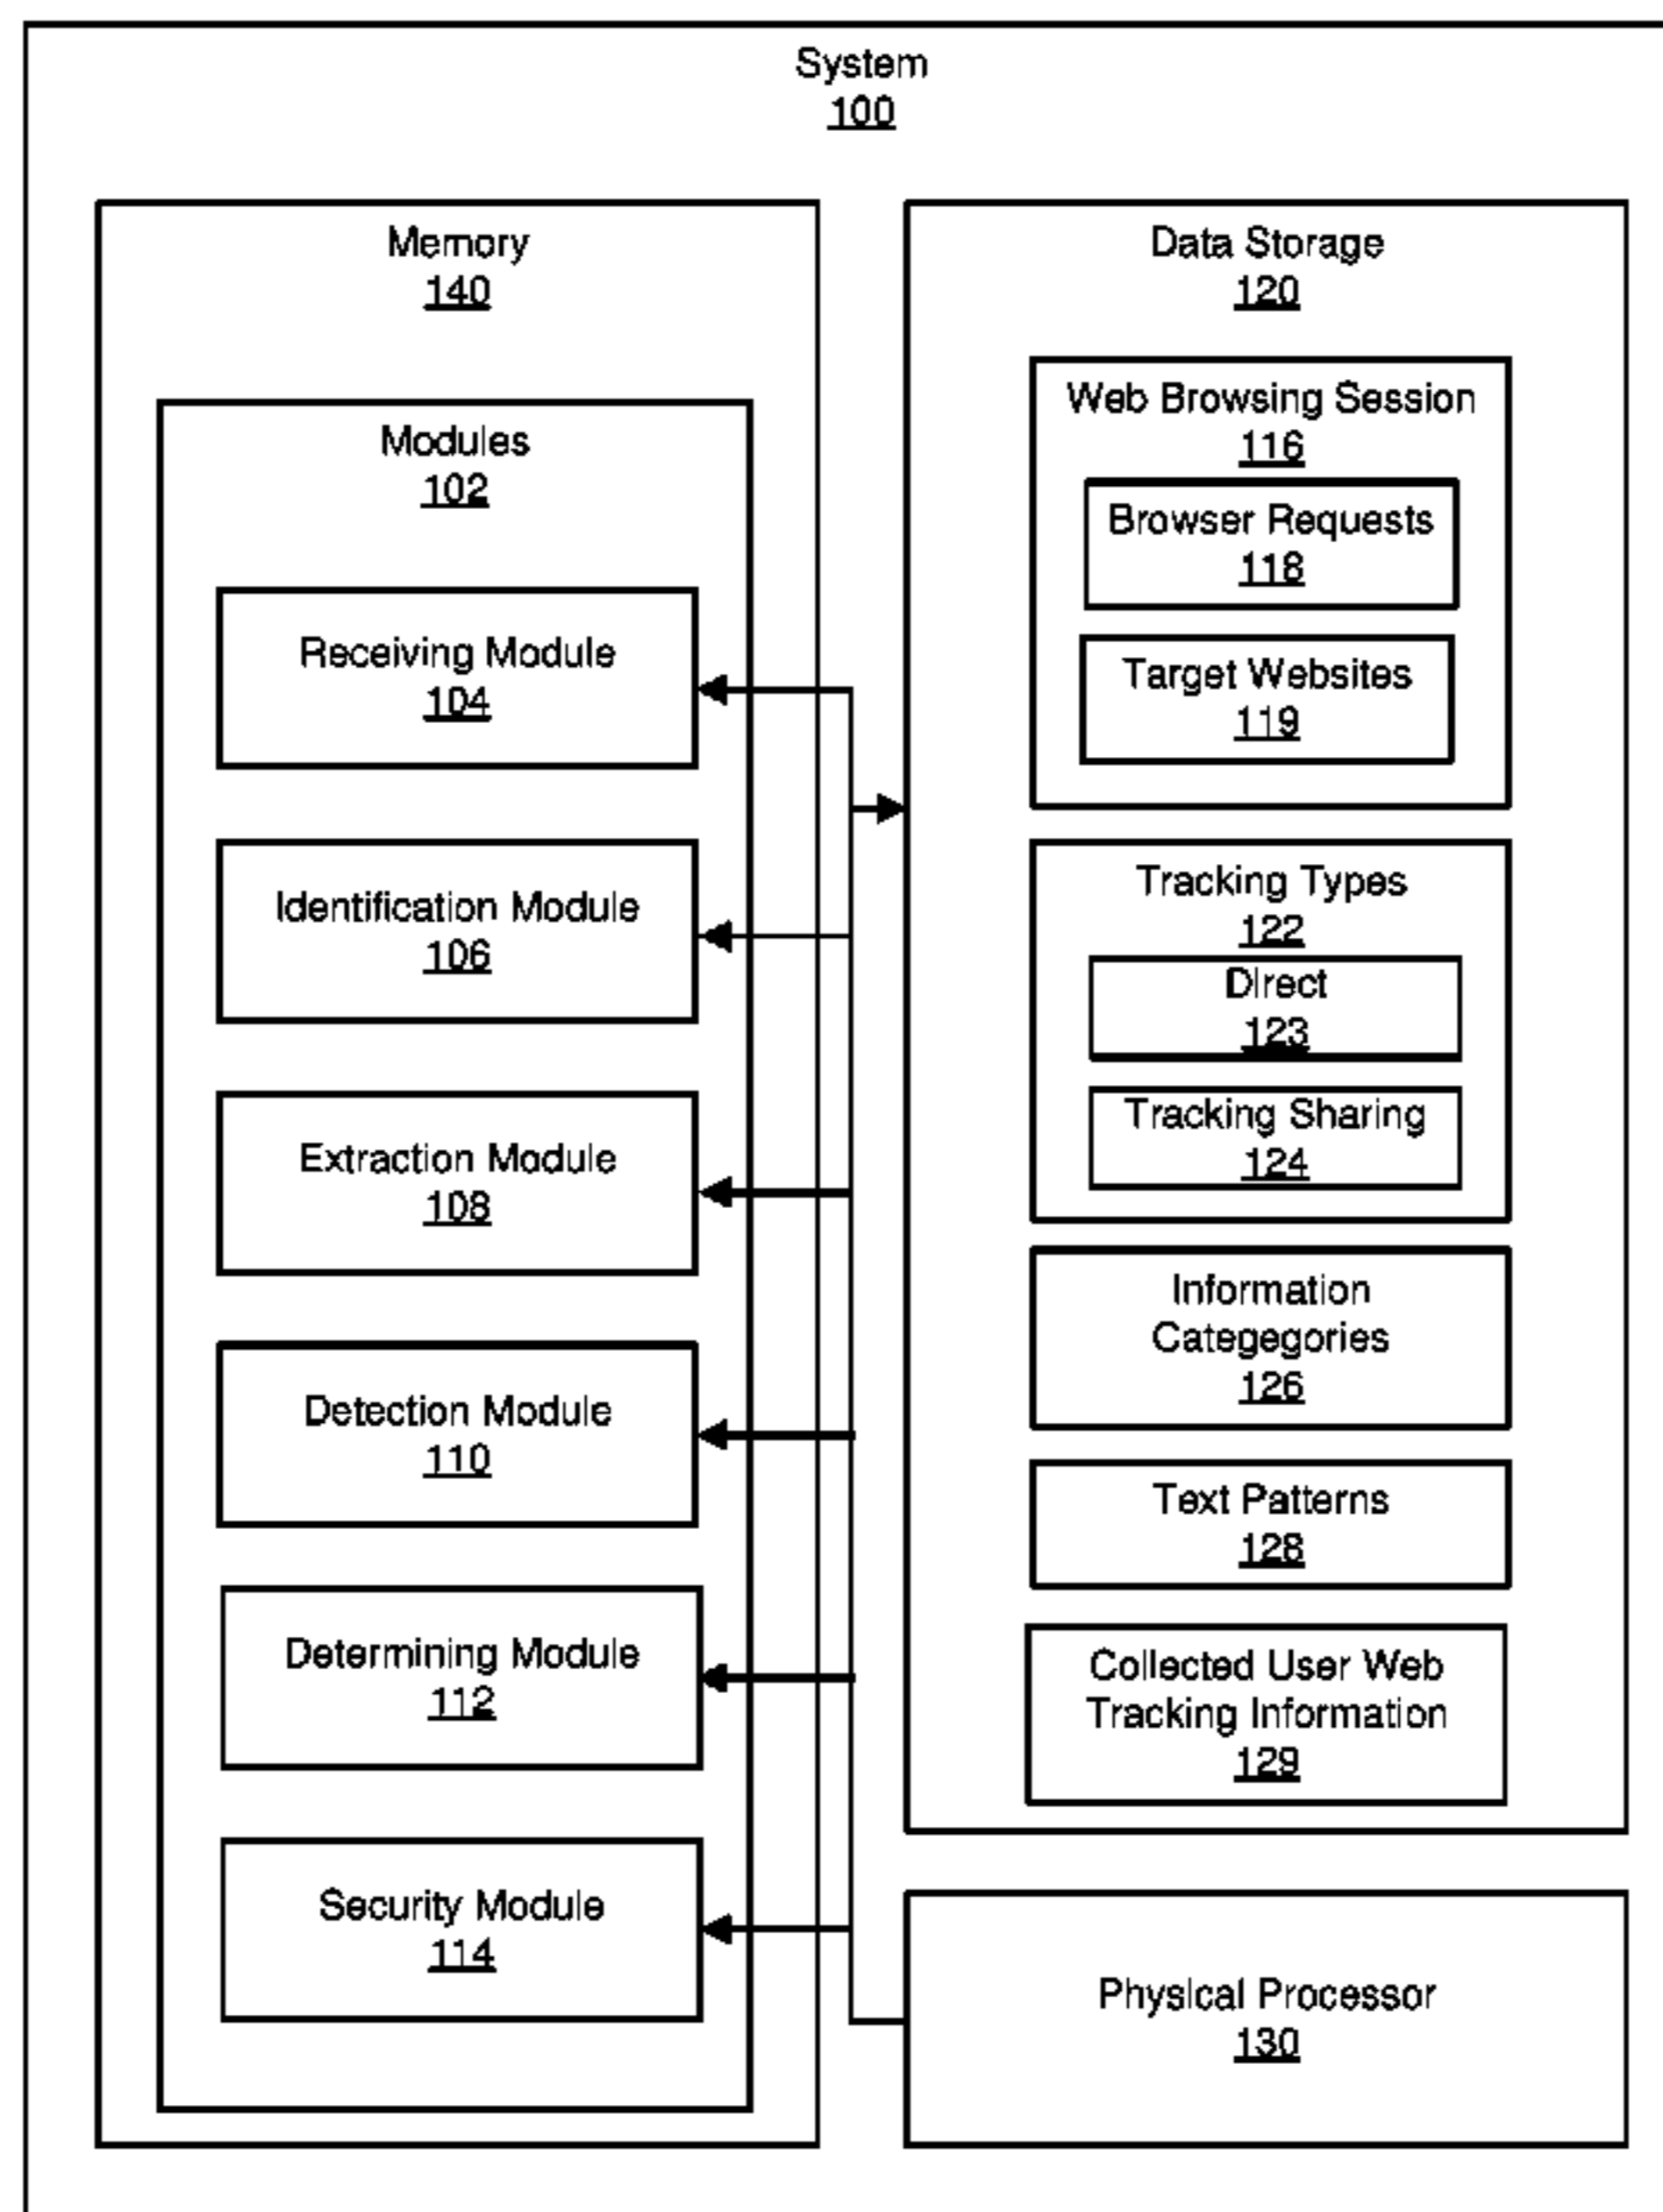 System
100
Memory
140
Modules
102
Receiving Module
104
Identification Module
106
Extraction Module
108
Detection Module
110
Determining Module
112
Security Module
114
Data Storage
120
Web Browsing Session
116
Browser Requests
118
Target Websites
119
Tracking Types
122
Direct
123
Tracking Sharing
124
Information
Categegories
126
Text Patterns
128
Collected User Web
Tracking Information
129
Physical Processor
130